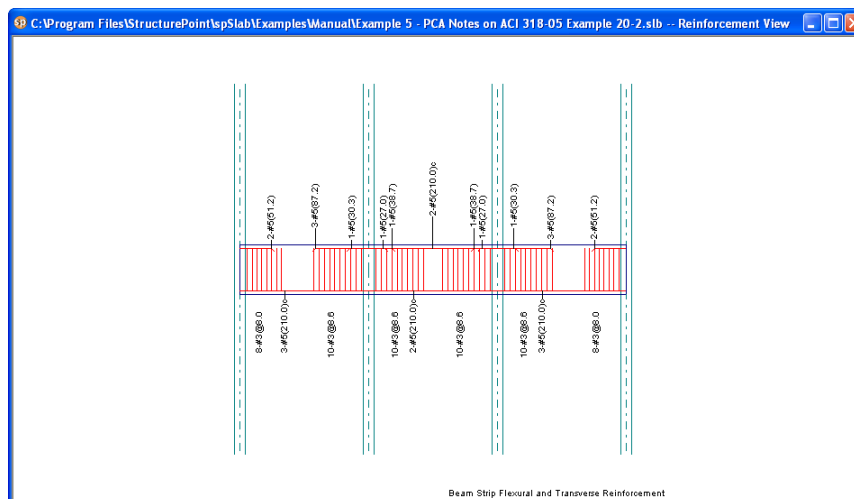 C:\Program Files\StructurePoint\spSlab\Examples\Manual\Example 5 - PCA Notes on ACI 318-05 Example 20-2.slb -- Reinforcement View
2-#5(51.2)
3-#5(87.2)
1-#5(30.3)
1-#5(27.0)
1-#5(38.7)
2-#5(210.0)c
1-#5(38.7)
1-#5(27.0)
1-#5(30.3)
3-#5(87.2)
2-#5(51.2)
8-#3@8.0
3-#5(210.0)c
10-#3@8.6
10-#3@8.6
2-#5(210.0)c
10-#3@8.6
10-#3@8.6
3-#5(210.0)c
8-#3@8.0
Beam Strip Flexural and Transverse Reinforcement